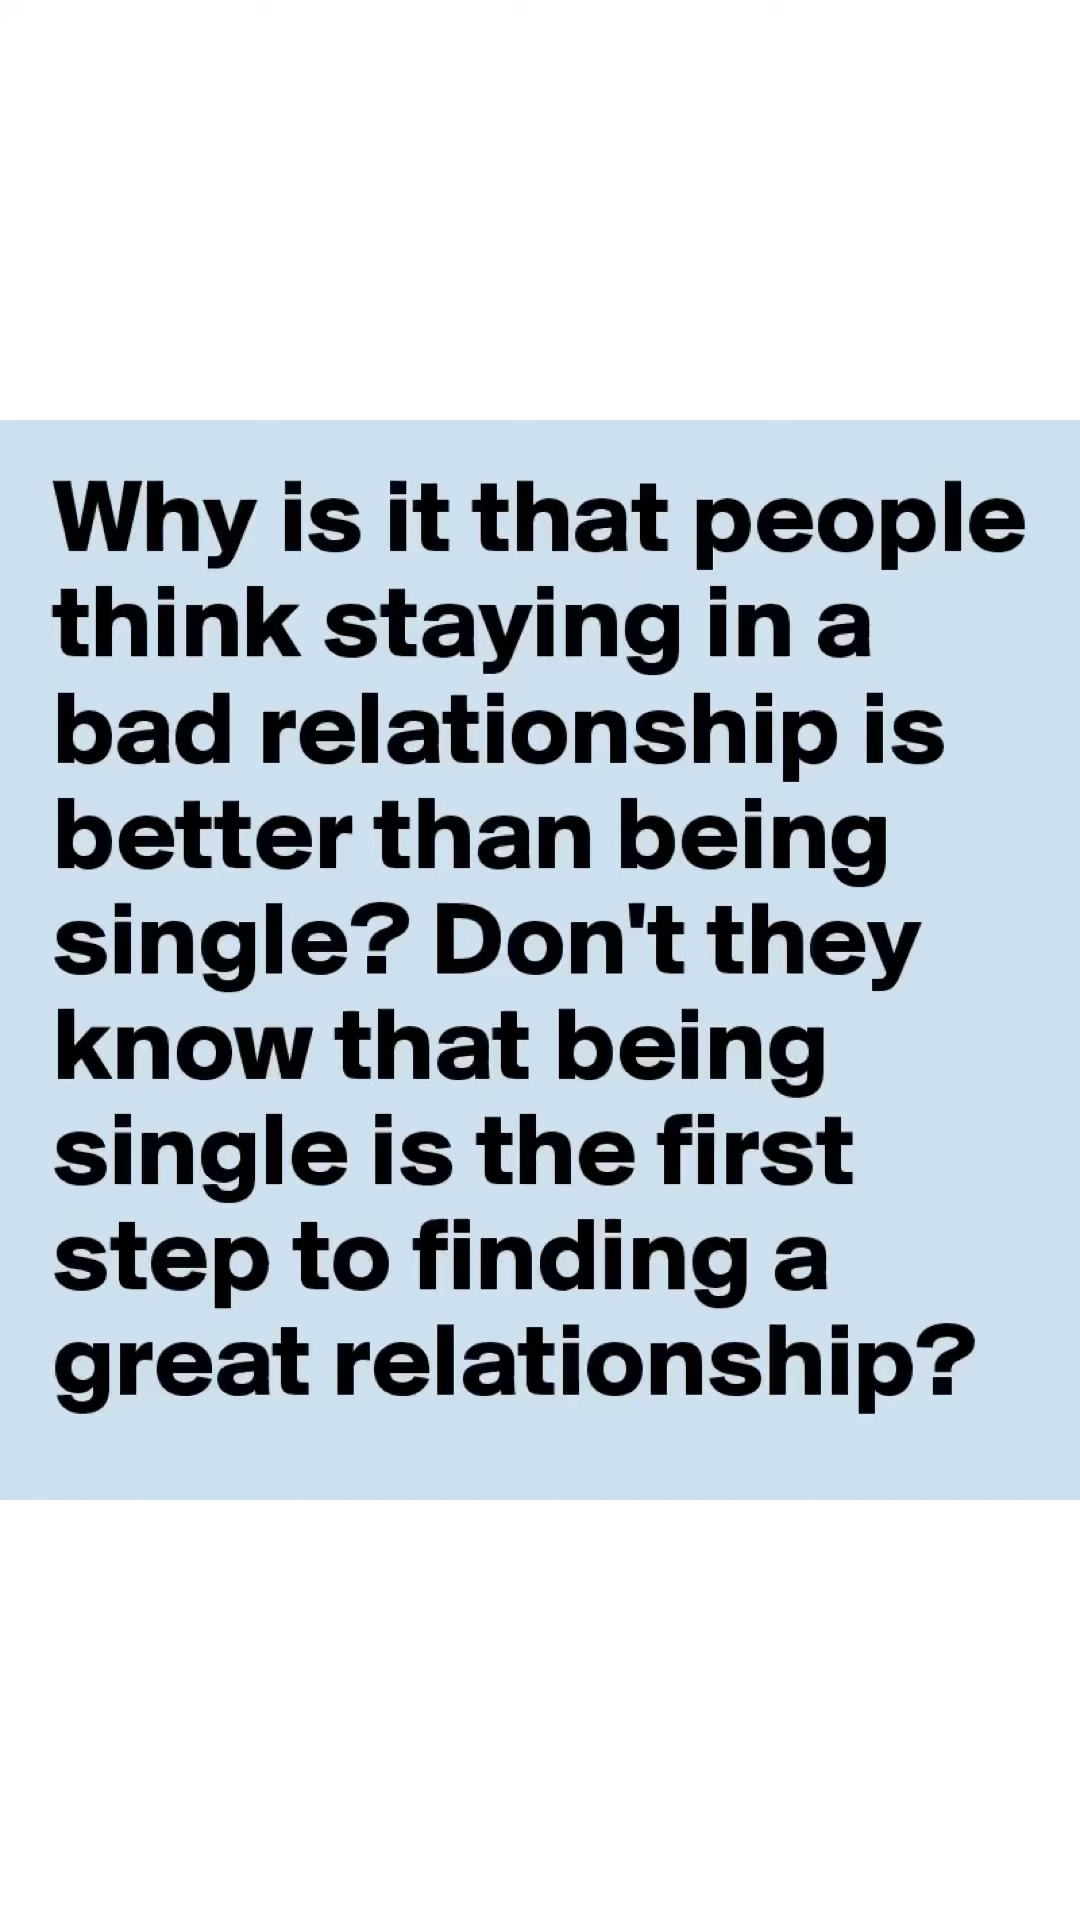 Why is it that people
think staying in a
bad relationship is
better than being
single? Don't they
know that being
single is the first
step to finding a
great relationship?